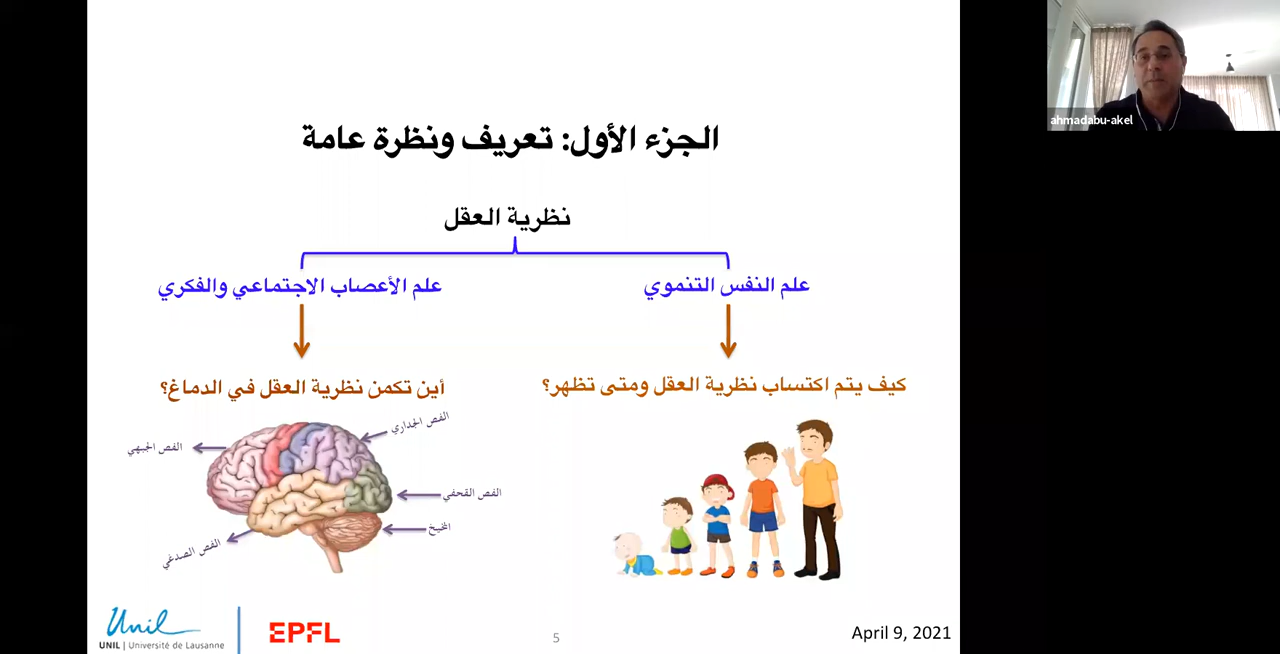 ahmadabu-akel
الجزء الأول: تعريف ونظرة عامة
نظرية العقل
علم النفس التنموي
علم الأعصاب الاجتماعي والفكري
كيف يتم اكتساب نظرية العقل ومتى تظهر؟
أين تكمن نظرية العقل في الدماغ؟
الفص الجداري
الفص الجبهي
الفص القحفي
المخيخ
الفص الصدغي
Unil
UNIL | Université de Lausanne
EPFL
5
April 9, 2021